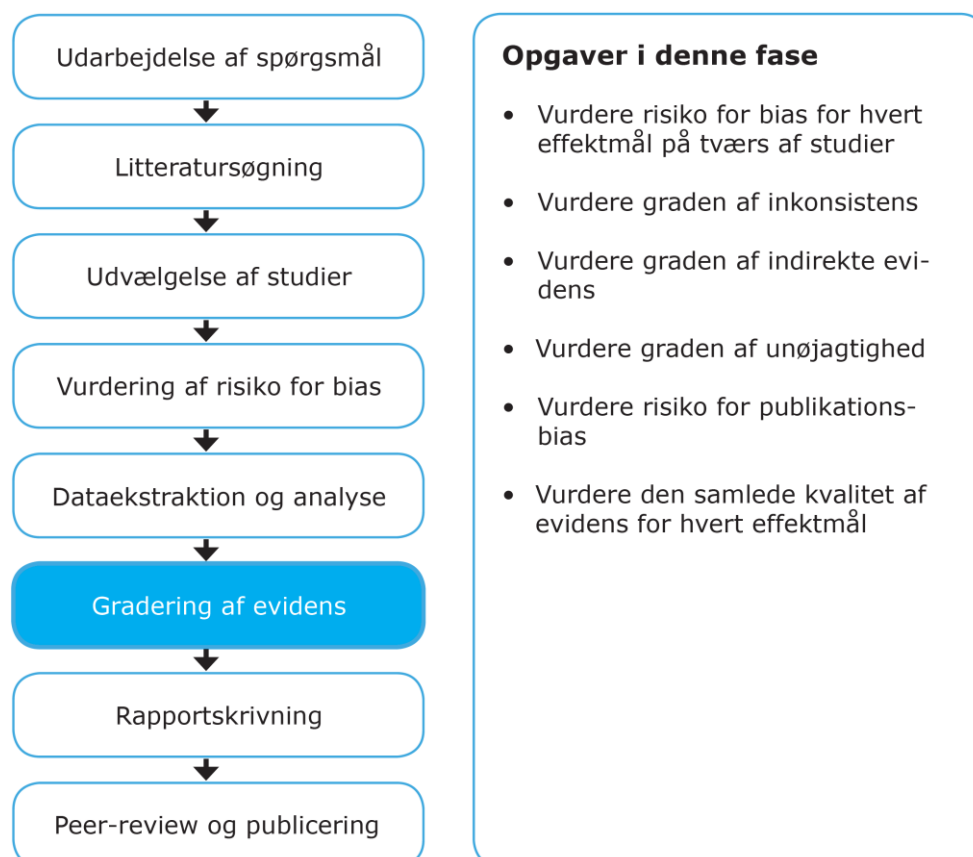 Udarbejdelse af spørgsmål
Litteratursøgning
Udvælgelse af studier
Vurdering af risiko for bias
Dataekstraktion og analyse
Gradering af evidens
Rapportskrivning
Peer-review og publicering
Opgaver i denne fase
• Vurdere risiko for bias for hvert
effektmål på tværs af studier
• Vurdere graden af inkonsistens
• Vurdere graden af indirekte evi-
dens
• Vurdere graden af unøjagtighed
• Vurdere risiko for publikations-
bias
• Vurdere den samlede kvalitet af
evidens for hvert effektmål